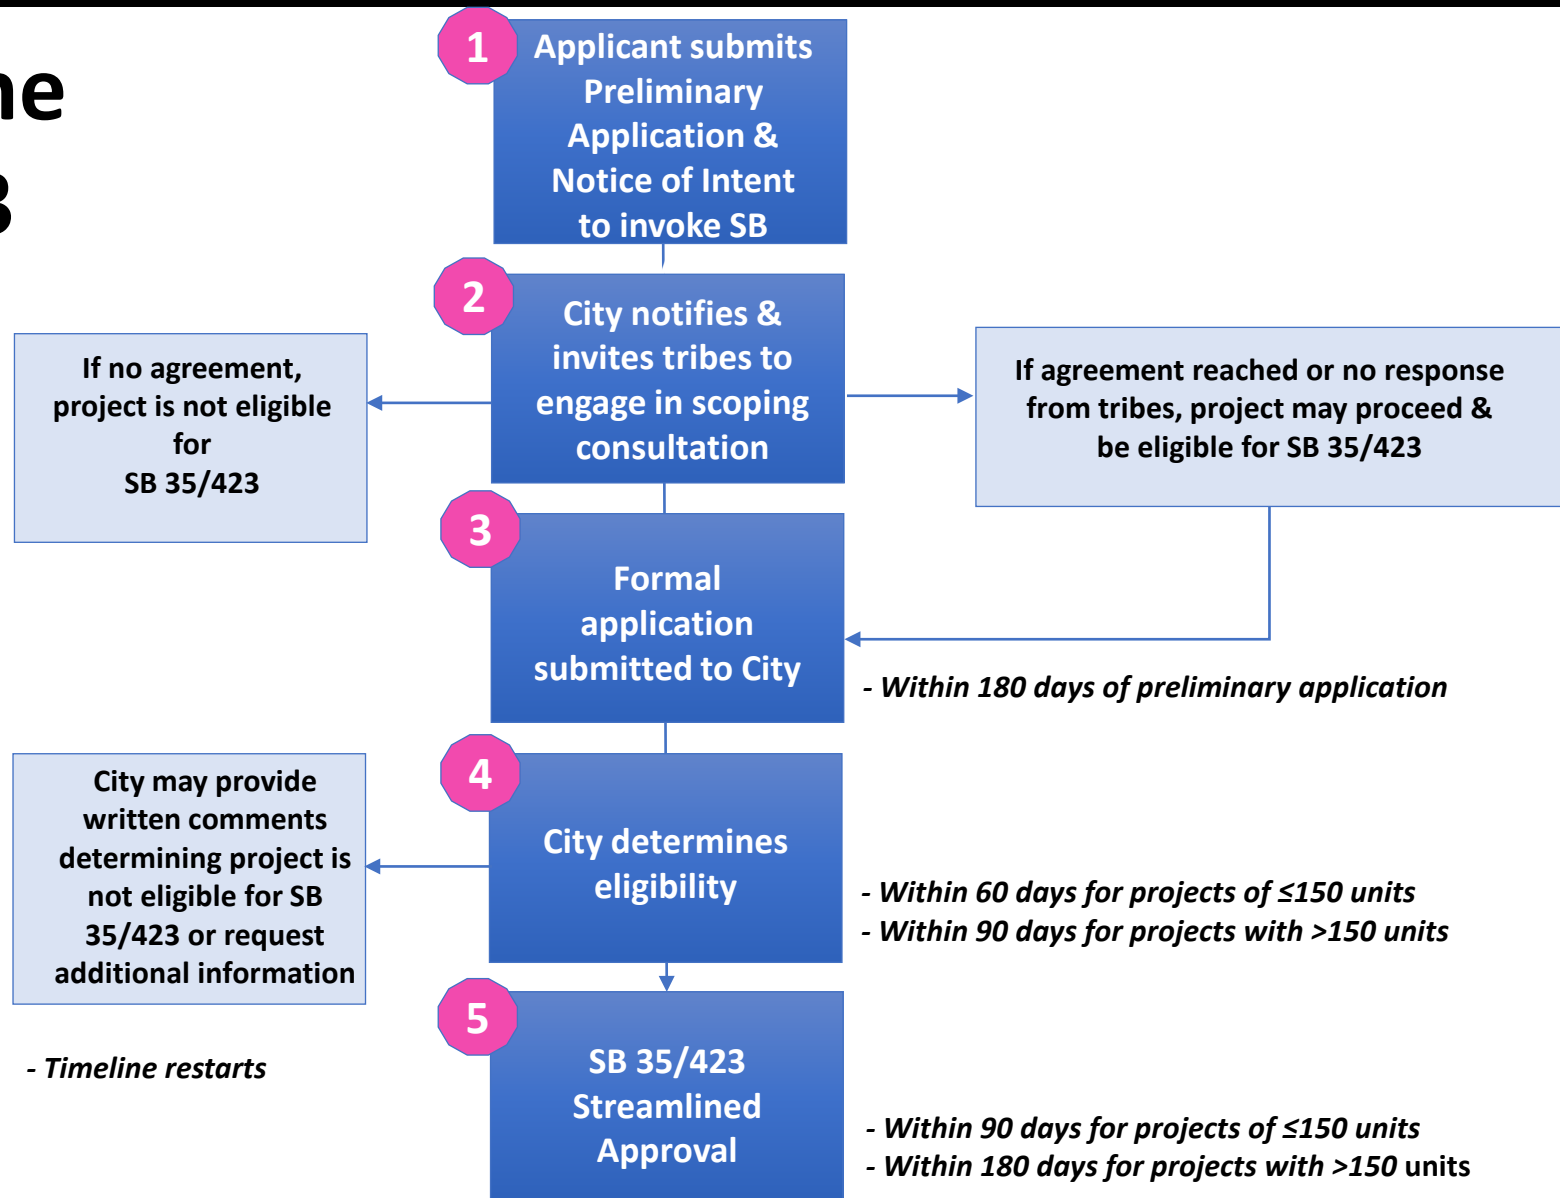 ne
3
1
Applicant submits
Preliminary
Application &
Notice of Intent
to invoke SB
2
City notifies &
invites tribes to
engage in scoping
consultation
If no agreement,
project is not eligible
for
SB 35/423
If agreement reached or no response
from tribes, project may proceed &
be eligible for SB 35/423
3
Formal
application
submitted to City
- Within 180 days of preliminary application
4
City determines
eligibility
City may provide
written comments
determining project is
not eligible for SB
35/423 or request
additional information
- Within 60 days for projects of ≤150 units
- Within 90 days for projects with >150 units
- Timeline restarts
5
SB 35/423
Streamlined
Approval
- Within 90 days for projects of ≤150 units
- Within 180 days for projects with >150 units